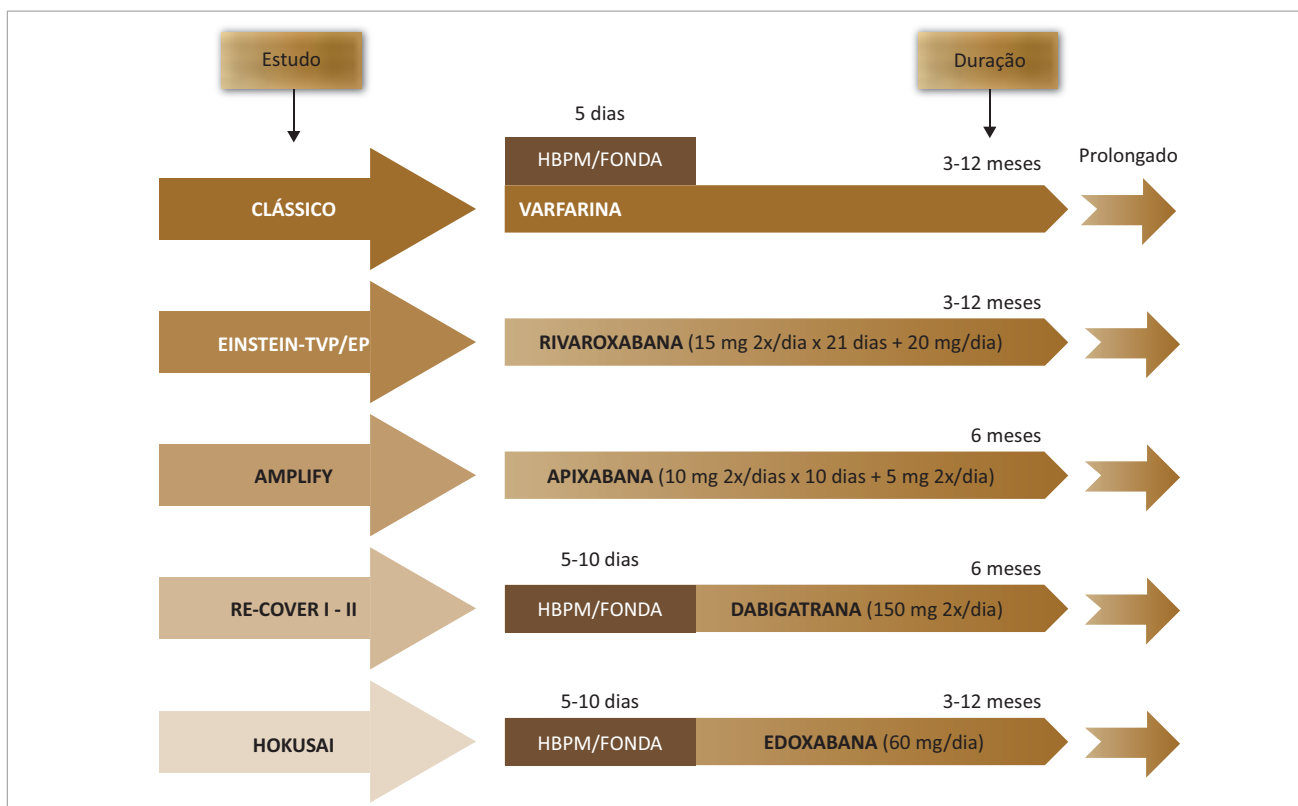 Estudo
Duração
5 dias
HBPM/FONDA
3-12 meses
Prolongado
CLÁSSICO
VARFARINA
3-12 meses
EINSTEIN-TVP/EP
RIVAROXABANA (15 mg 2x/dia x 21 dias + 20 mg/dia)
6 meses
AMPLIFY
APIXABANA (10 mg 2x/dias x 10 dias + 5 mg 2x/dia)
5-10 dias
6 meses
RE-COVER I - II
HBPM/FONDA
DABIGATRANA (150 mg 2x/dia)
5-10 dias
3-12 meses
HOKUSAI
HBPM/FONDA
EDOXABANA (60 mg/dia)